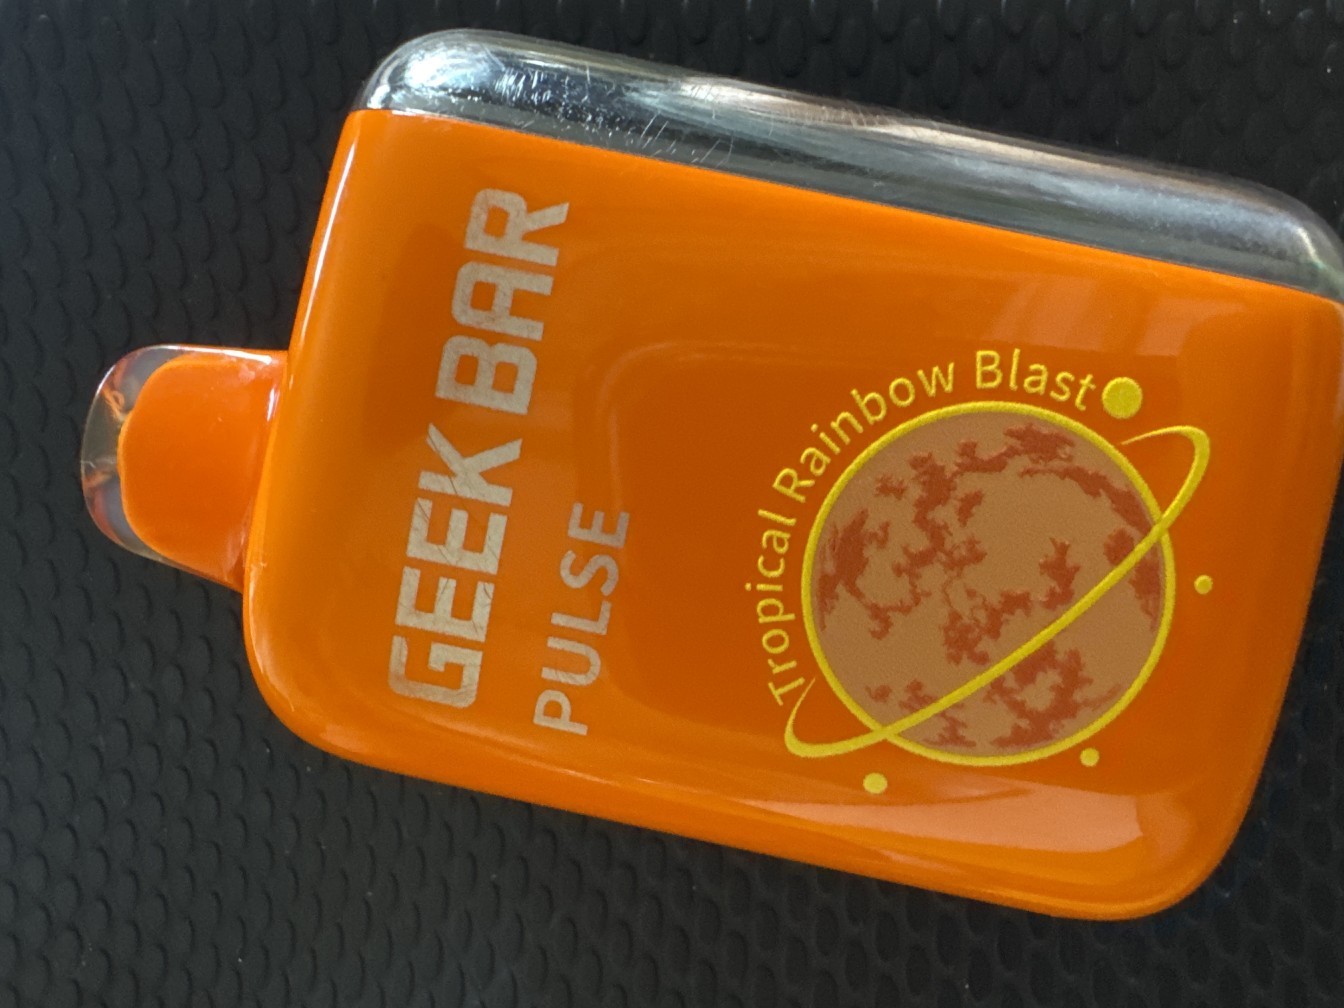 GEEK BAR
PULSE
Tropical Rainbow Blast